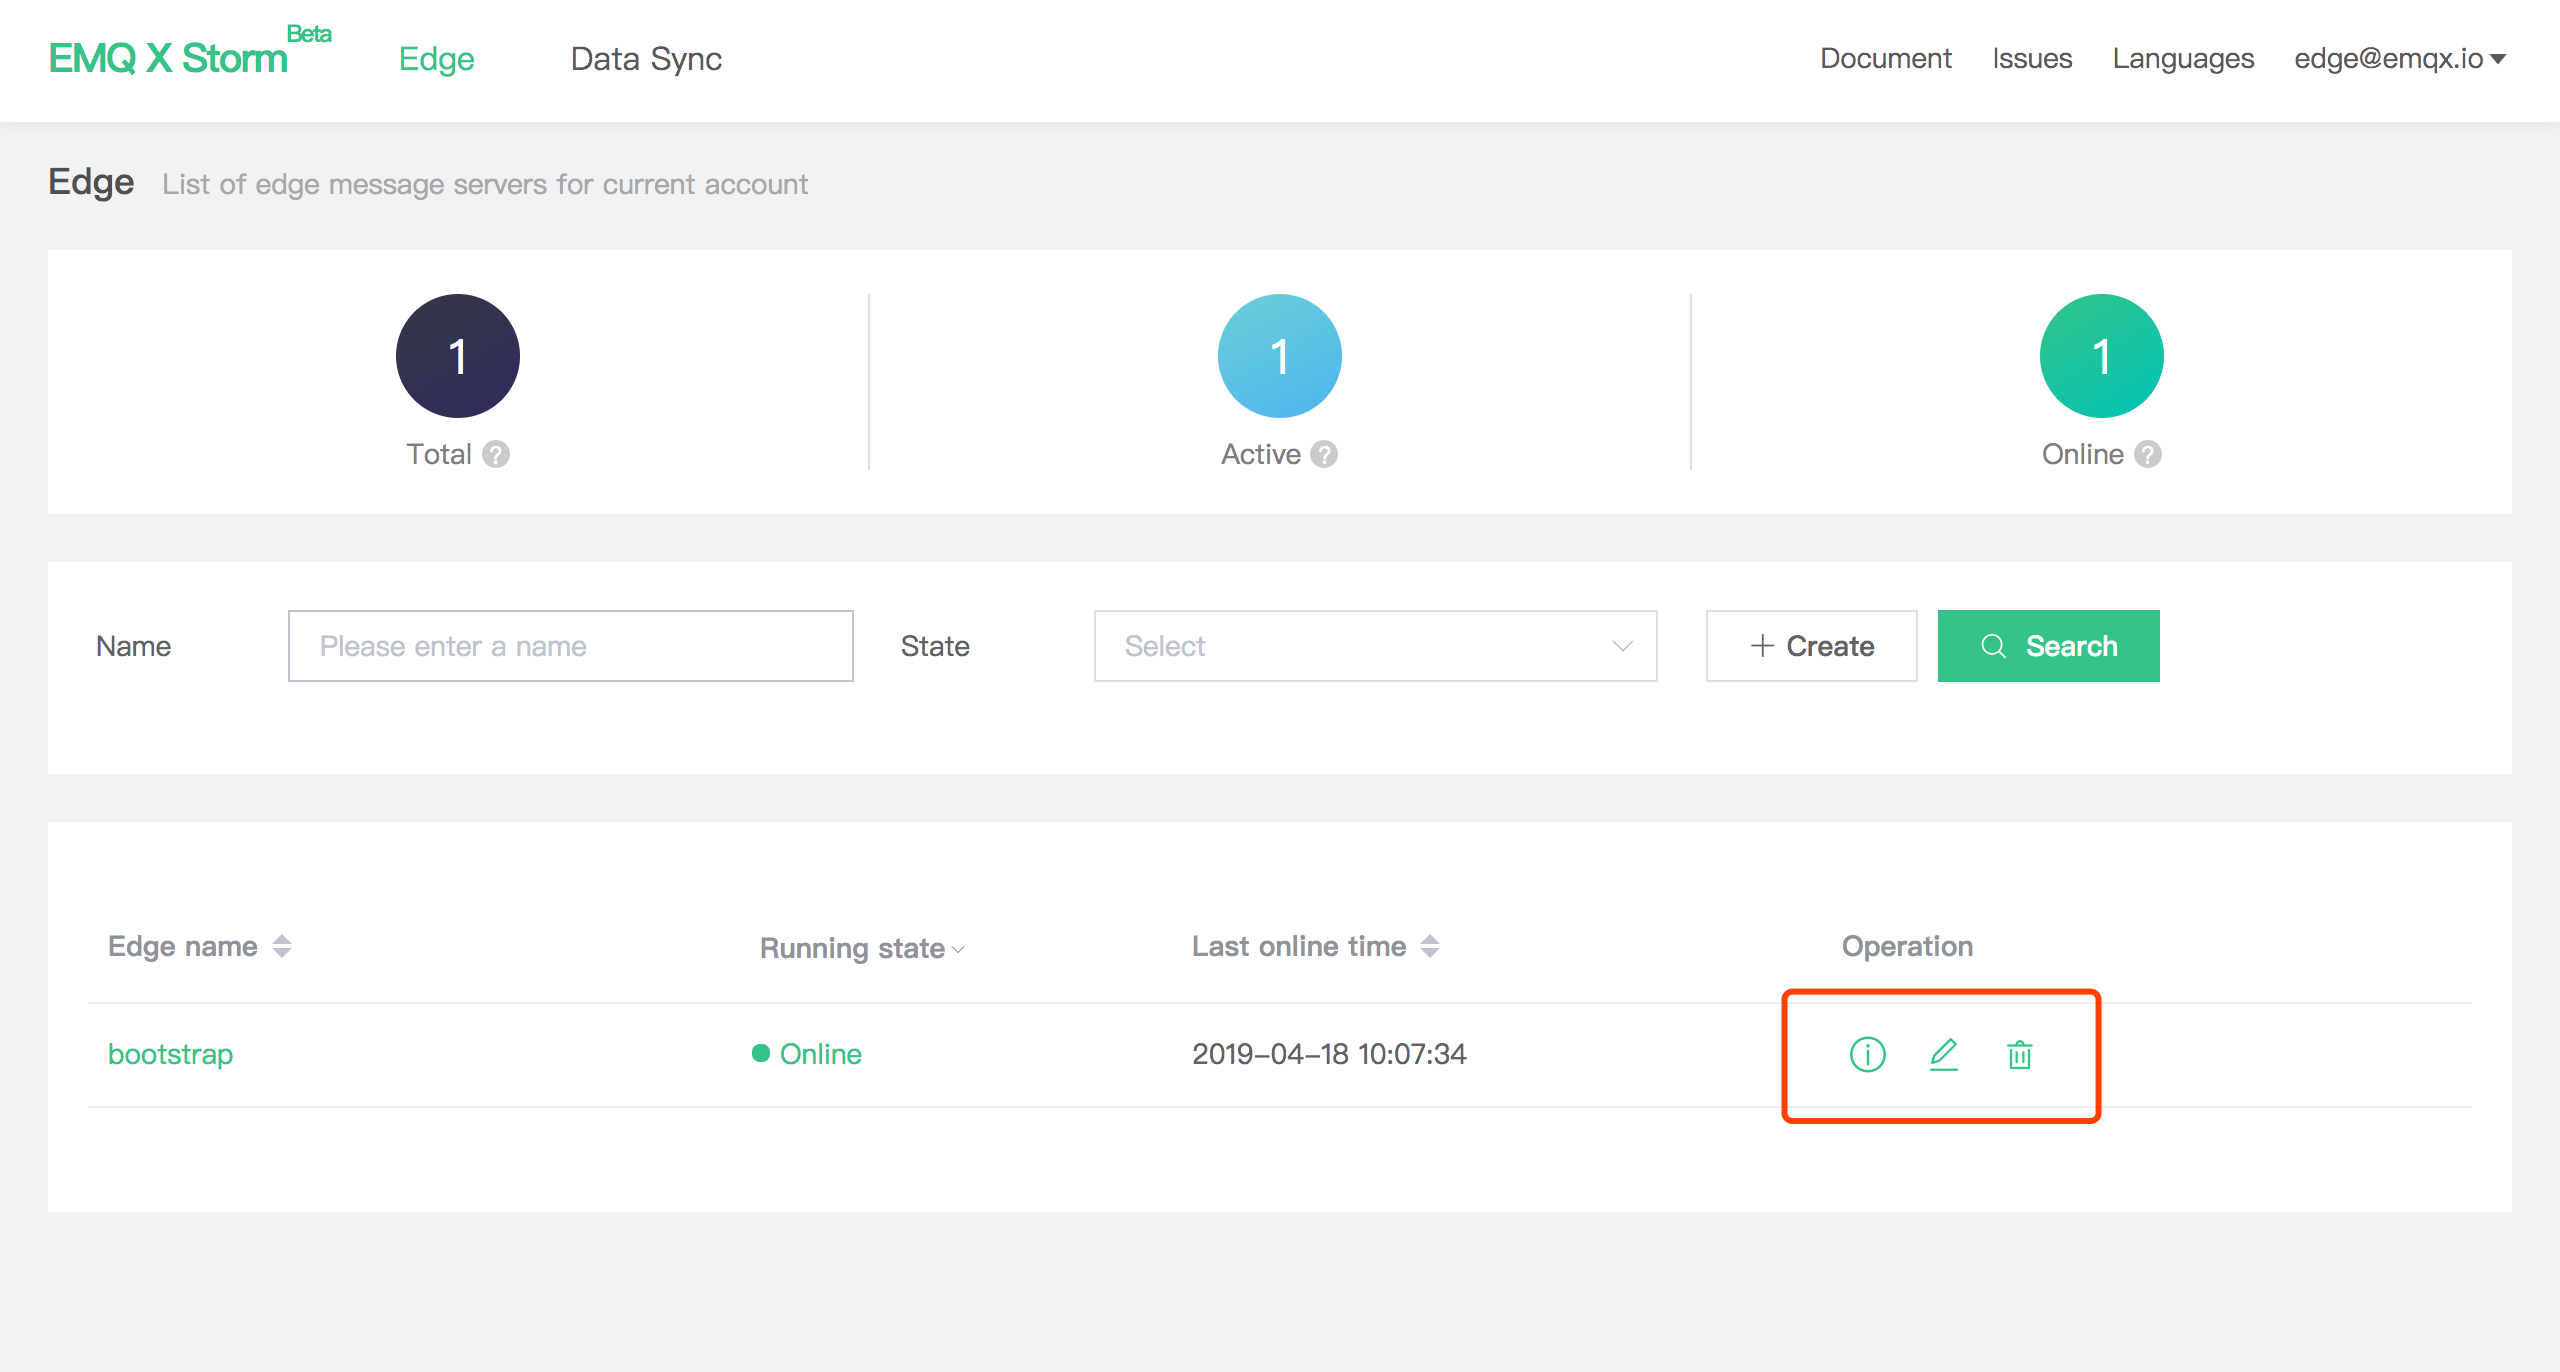 EMQ X Storm Beta Edge Data Sync Document Issues Languages edge@emqx.io
Edge List of edge message servers for current account
1 1 1
Total ? Active ? Online ?
Name Please enter a name State Select + Create Search
Edge name Running state Last online time Operation
bootstrap Online 2019-04-18 10:07:34